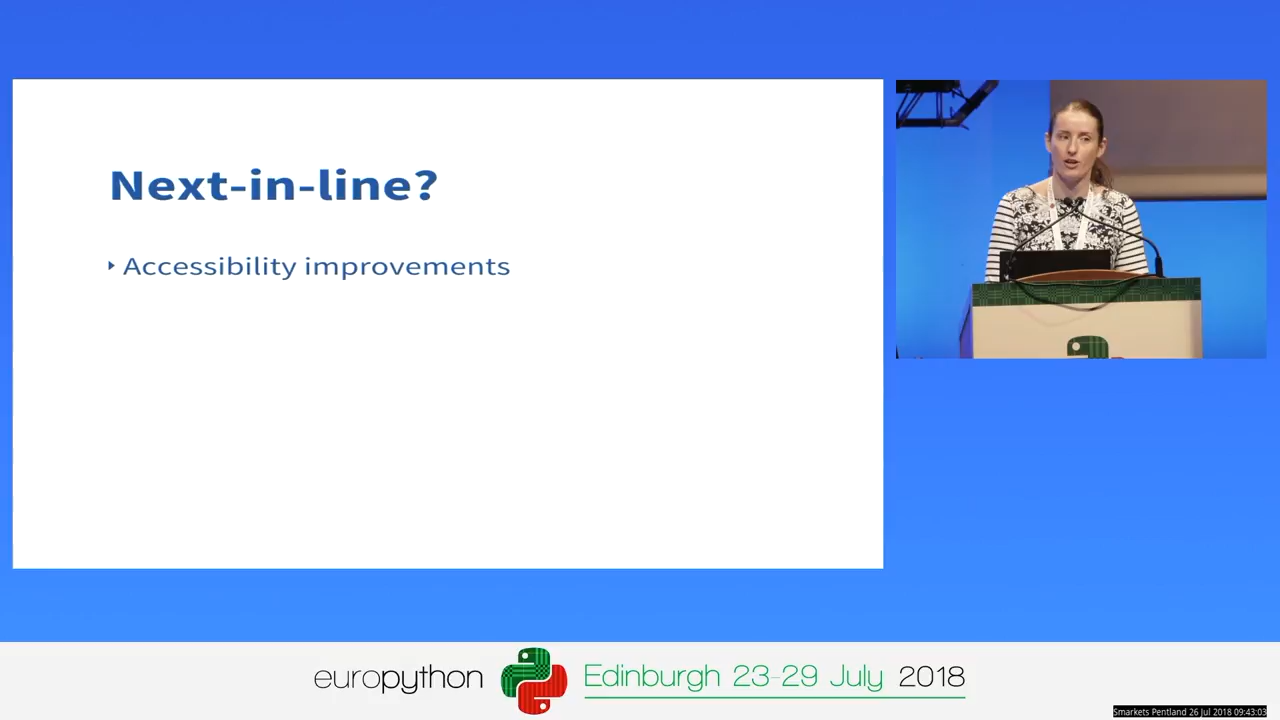 Next-in-line?
Accessibility improvements
europython Edinburgh 23-29 July 2018
Smarkets Pentland 26 Jul 2018 09:43:03